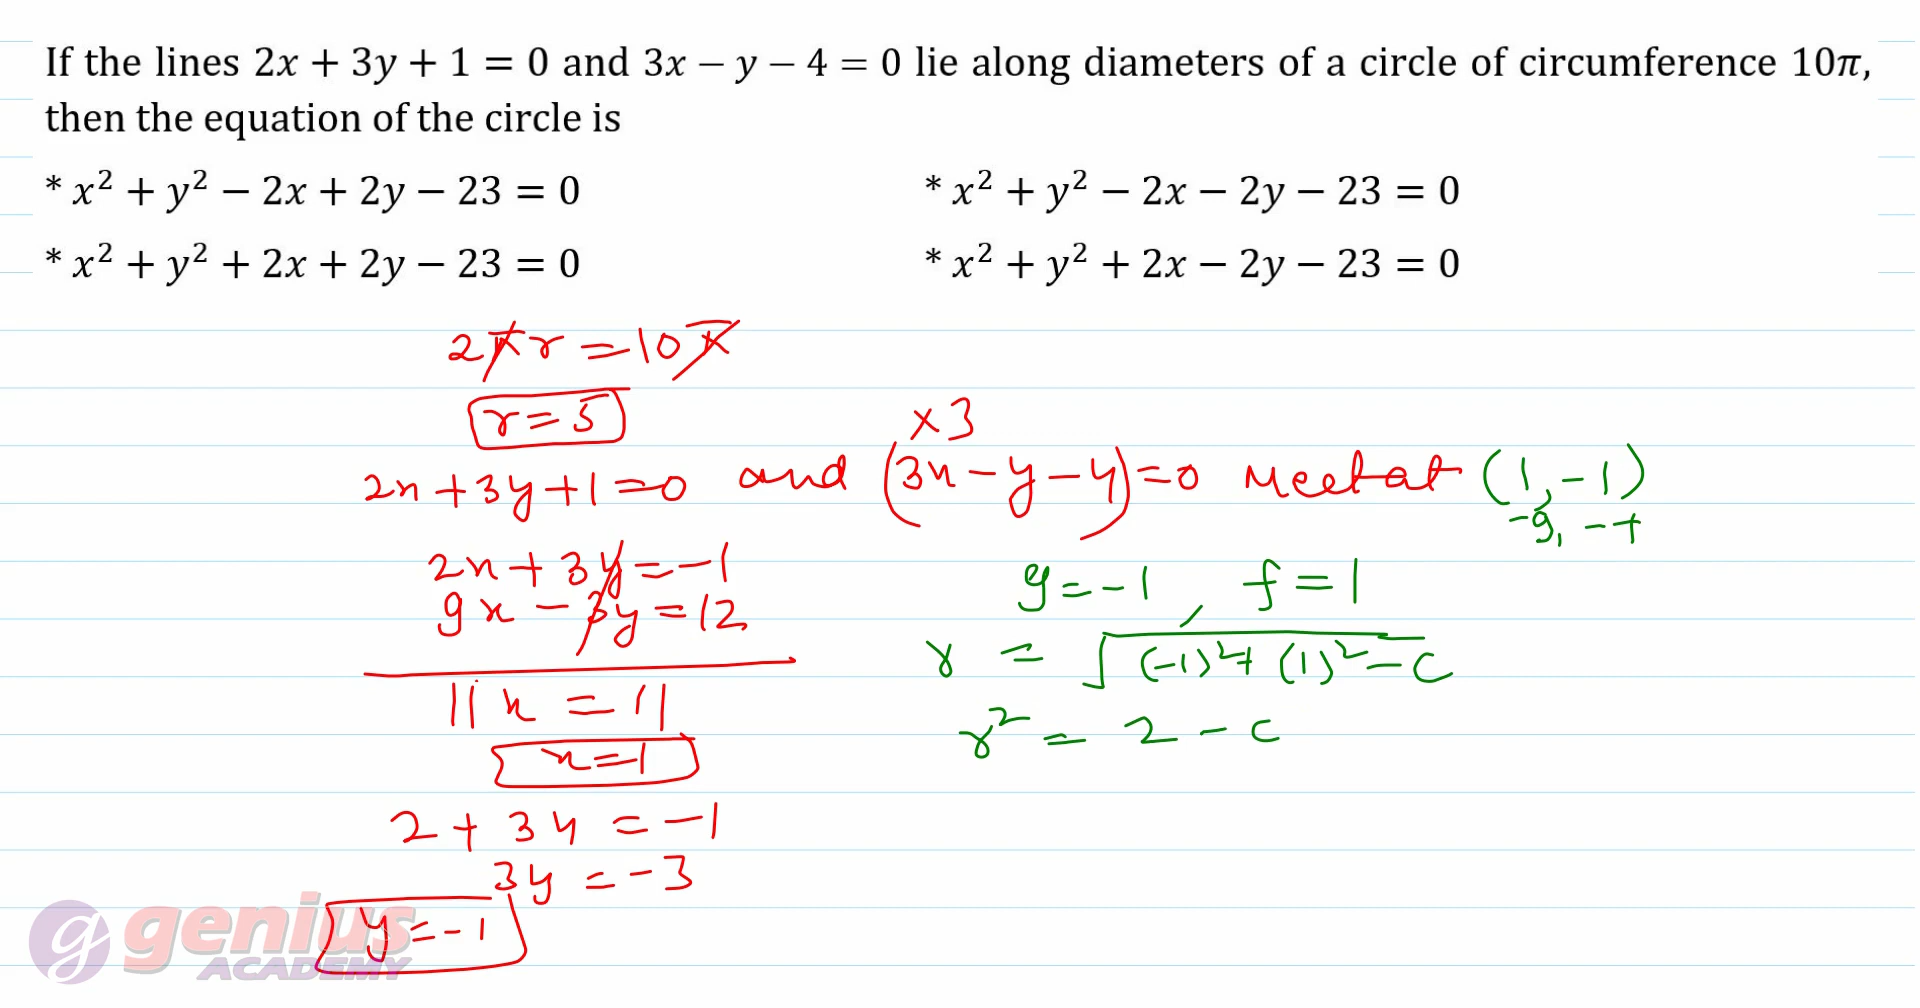 If the lines 2x + 3y + 1 = 0 and 3x − y − 4 = 0 lie along diameters of a circle of circumference 10π,
then the equation of the circle is
* x² + y² − 2x + 2y − 23 = 0
* x² + y² − 2x − 2y − 23 = 0
* x² + y² + 2x + 2y − 23 = 0
* x² + y² + 2x − 2y − 23 = 0
2πr = 10π
r = 5
×3
2x + 3y + 1 = 0 and (3x − y − 4) = 0 Meet at (1, −1)
−g, −f
2x + 3y = −1
9x − 3y = 12
11x = 11
x = 1
2 + 3y = −1
3y = −3
y = −1
g = −1, f = 1
r = √((−1)² + (1)² − c)
r² = 2 − c
g genius
ACADEMY